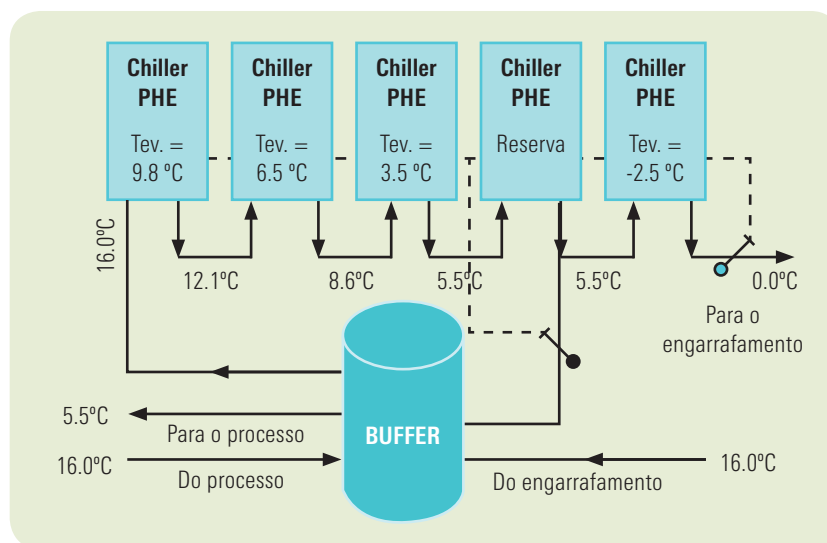 Chiller
PHE
Tev. =
9.8 ºC
Chiller
PHE
Tev. =
6.5 ºC
Chiller
PHE
Tev. =
3.5 ºC
Chiller
PHE
Reserva
Chiller
PHE
Tev. =
-2.5 ºC
16.0ºC
12.1ºC
8.6ºC
5.5ºC
5.5ºC
0.0ºC
Para o
engarrafamento
5.5ºC
Para o processo
16.0ºC
Do processo
BUFFER
16.0ºC
Do engarrafamento